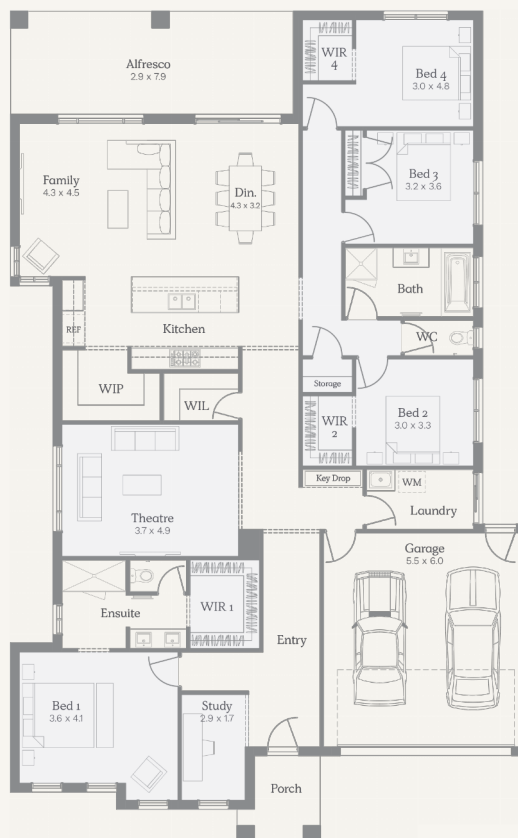 Alfresco
2.9 x 7.9
WIR
4
Bed 4
3.0 x 4.8
Family
4.3 x 4.5
Din.
4.3 x 3.2
Bed 3
3.2 x 3.6
Bath
REF
Kitchen
WC
WIP
WIL
Storage
WIR
2
Bed 2
3.0 x 3.3
Key Drop
WM
Laundry
Theatre
3.7 x 4.9
Garage
5.5 x 6.0
Ensuite
WIR 1
Entry
Bed 1
3.6 x 4.1
Study
2.9 x 1.7
Porch